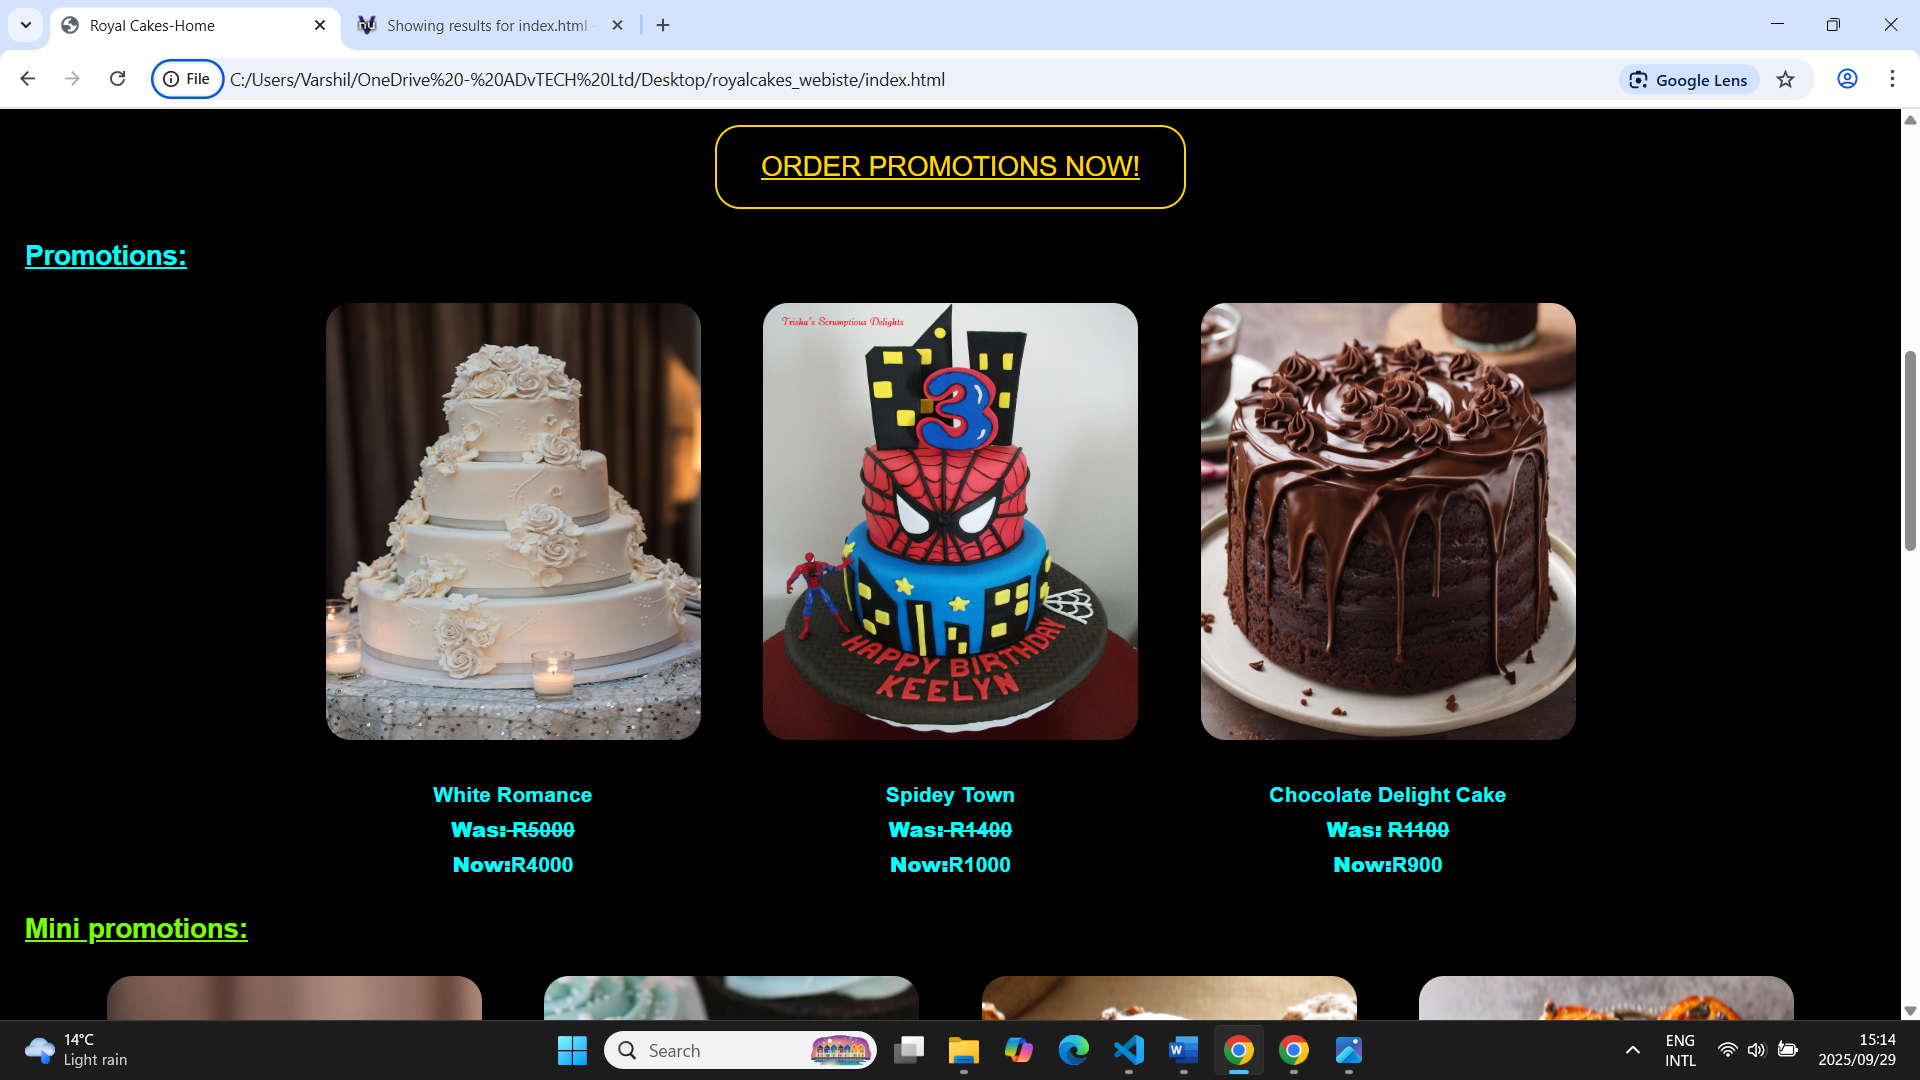 Royal Cakes-Home
Showing results for index.html -
File
C:/Users/Varshil/OneDrive%20-%20ADvTECH%20Ltd/Desktop/royalcakes_webiste/index.html
Google Lens
ORDER PROMOTIONS NOW!
Promotions:
Trisha's Scrumptious Delights
3
HAPPY BIRTHDAY
KEELYN
White Romance
Was: R5000
Now:R4000
Spidey Town
Was: R1400
Now:R1000
Chocolate Delight Cake
Was: R1100
Now:R900
Mini promotions:
14°C
Light rain
Search
ENG
INTL
15:14
2025/09/29